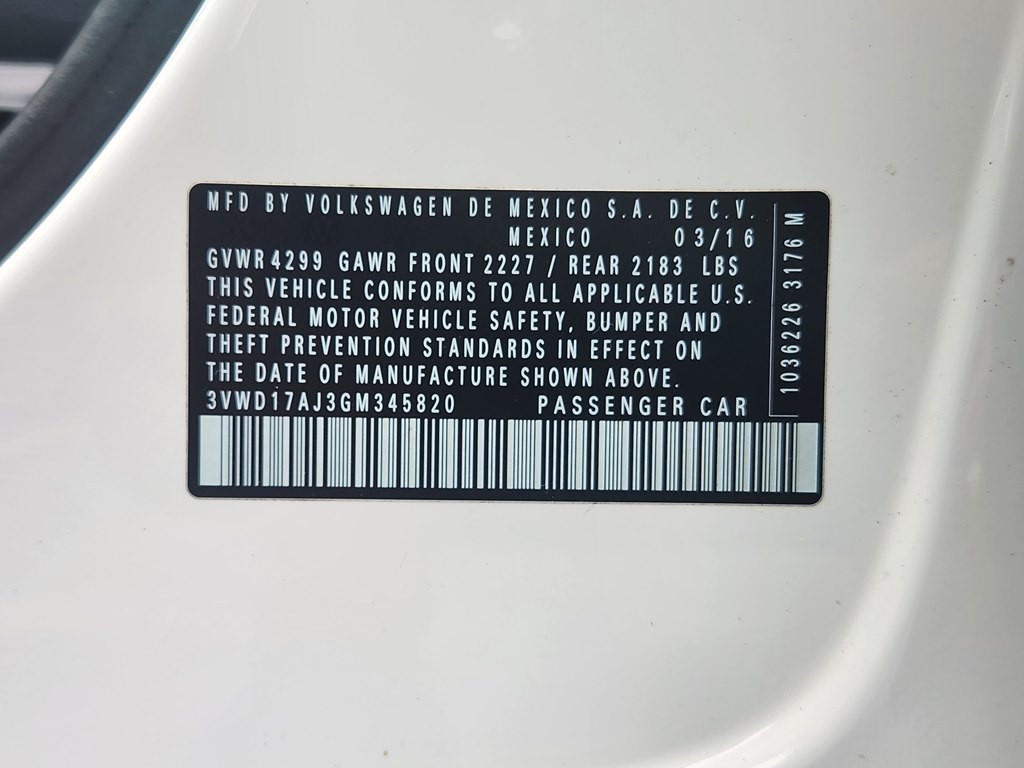 MFD BY VOLKSWAGEN DE MEXICO S.A. DE C.V.
MEXICO 03/16
GVWR 4299 GAWR FRONT 2227 / REAR 2183 LBS
THIS VEHICLE CONFORMS TO ALL APPLICABLE U.S.
FEDERAL MOTOR VEHICLE SAFETY, BUMPER AND
THEFT PREVENTION STANDARDS IN EFFECT ON
THE DATE OF MANUFACTURE SHOWN ABOVE.
3VWD17AJ3GM345820 PASSENGER CAR
1036226 3176 M